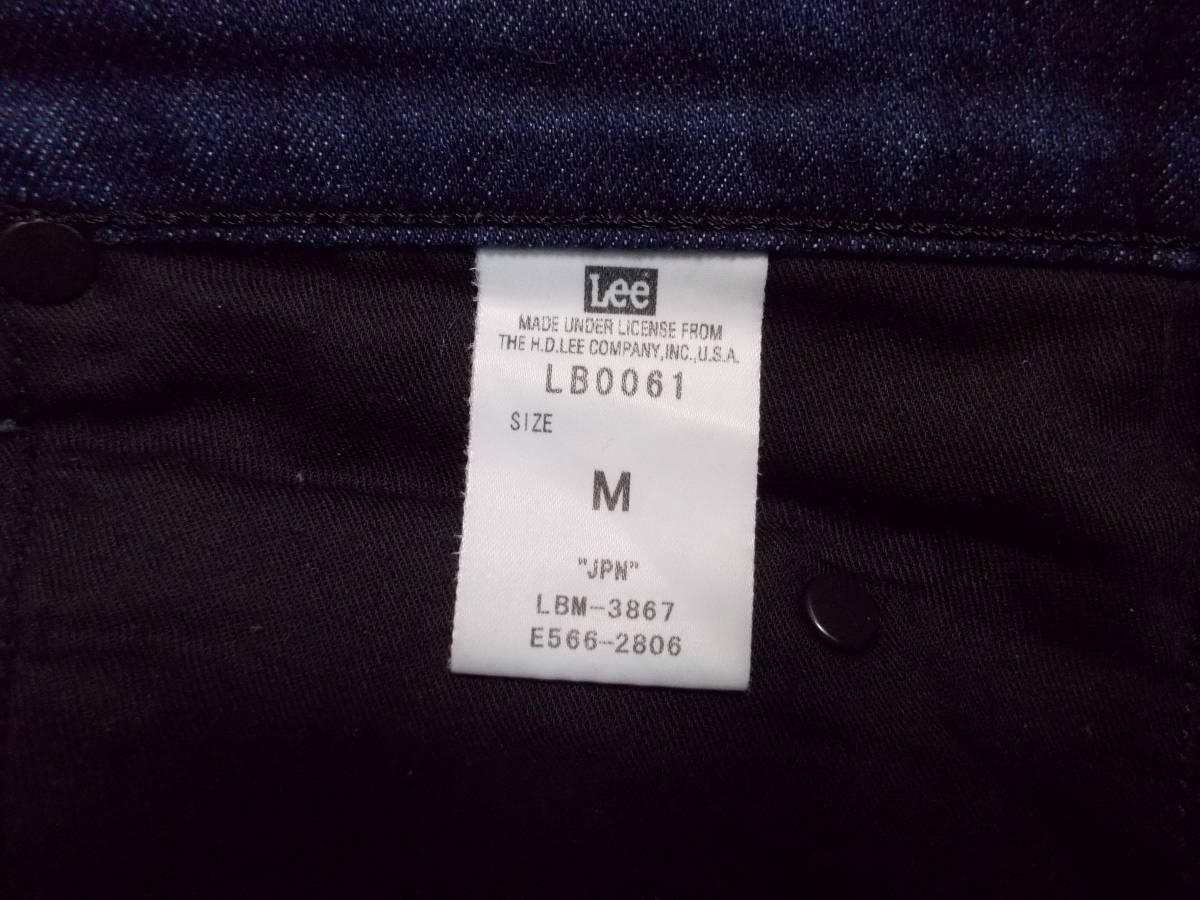 Lee
MADE UNDER LICENSE FROM
THE H.D.LEE COMPANY,INC.,U.S.A.
LB0061
SIZE
M
"JPN"
LBM-3867
E566-2806